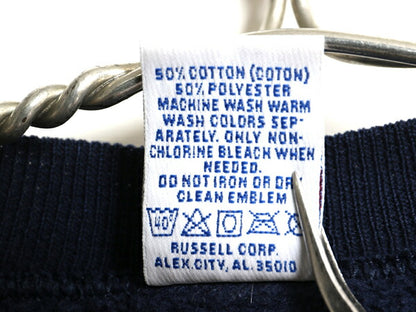 50% COTTON (COTON)
50% POLYESTER
MACHINE WASH WARM
WASH COLORS SEP-
ARATELY. ONLY NON-
CHLORINE BLEACH WHEN
NEEDED.
DO NOT IRON OR DRY
CLEAN EMBLEM
40°
RUSSELL CORP.
ALEX.CITY, AL. 35010